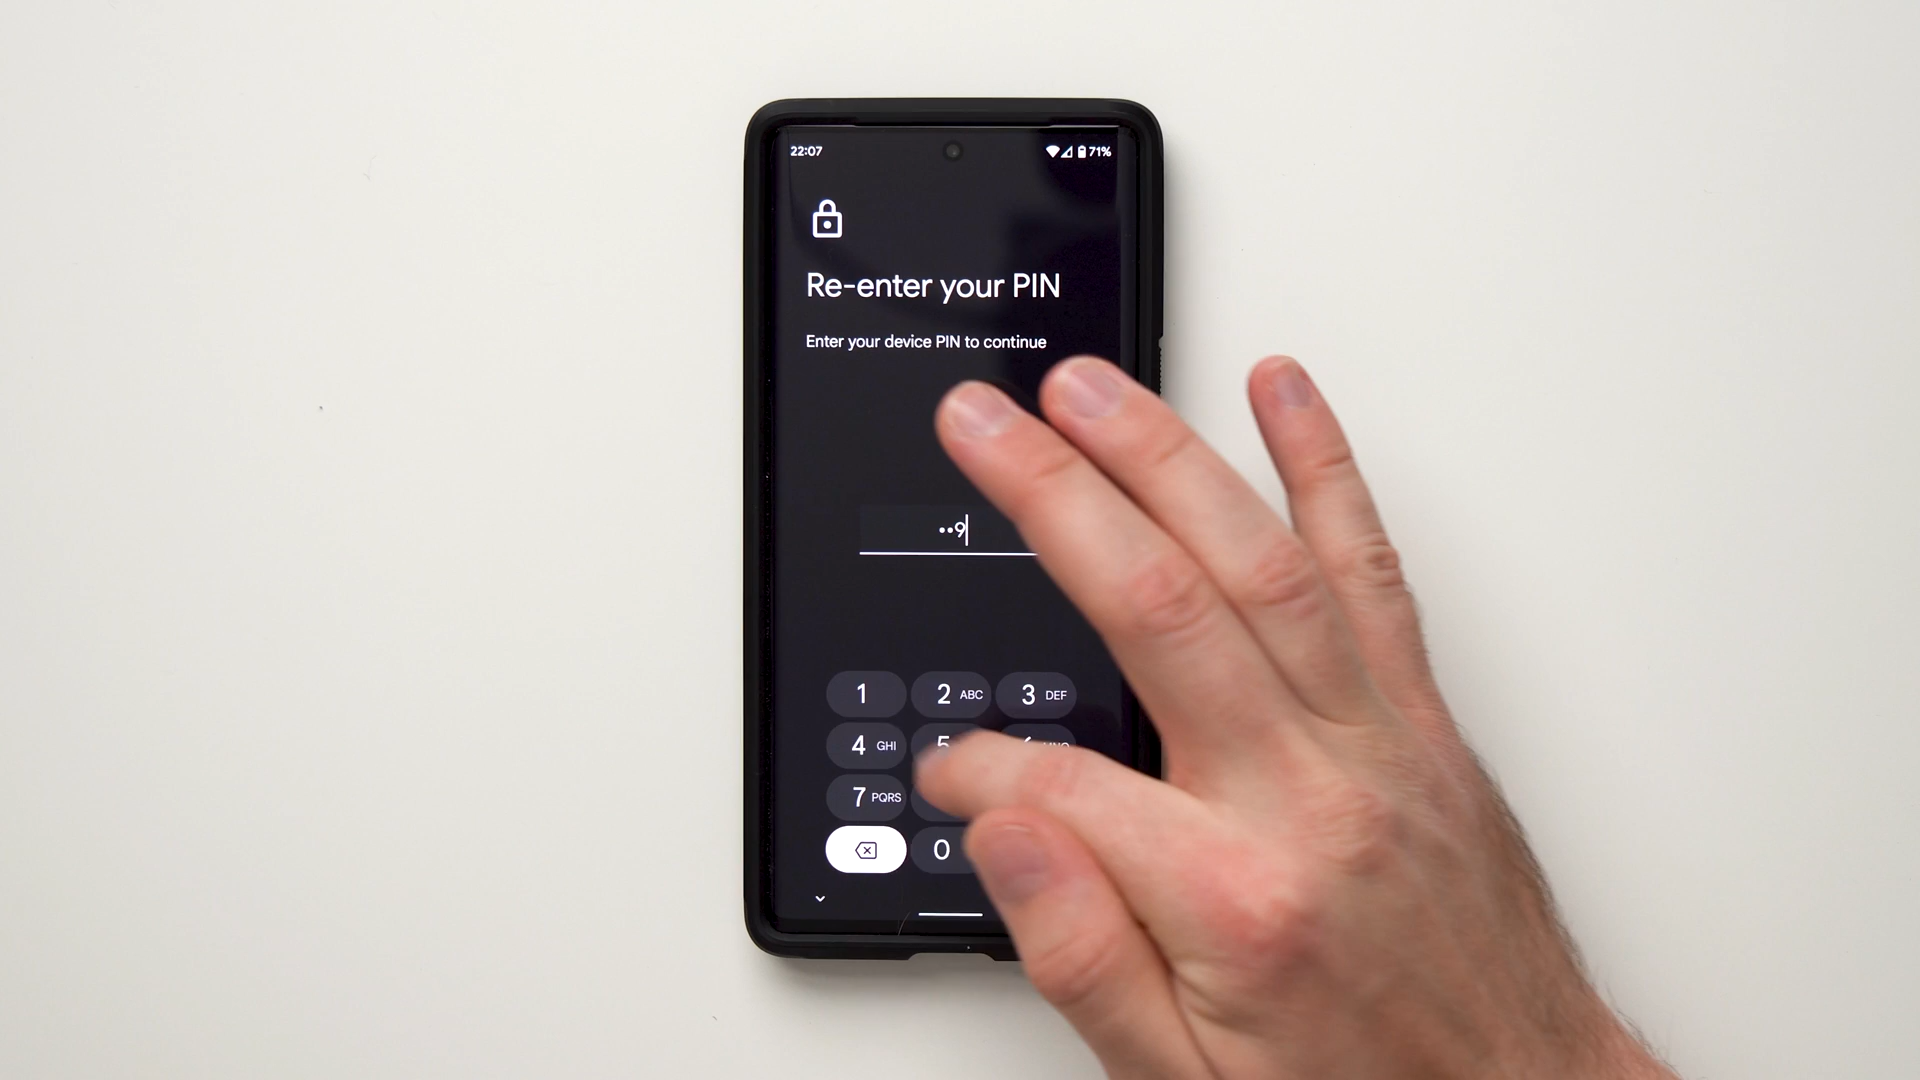 22:07 71%
Re-enter your PIN
Enter your device PIN to continue
••9
1 2 ABC 3 DEF
4 GHI 5
7 PQRS
0